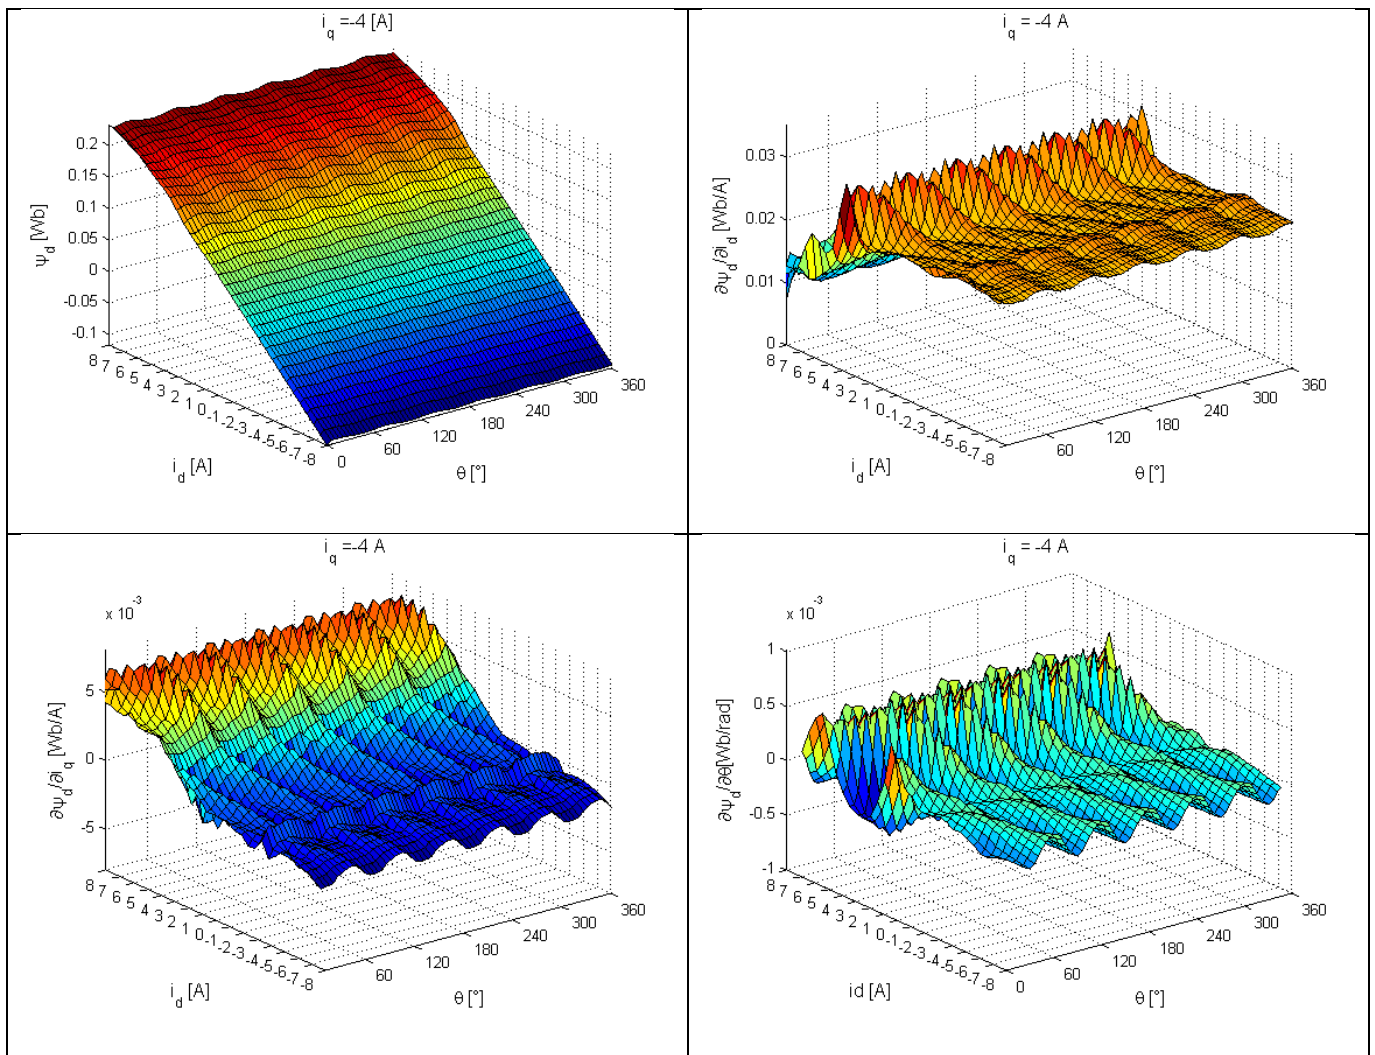 i_q =-4 [A]
ψ_d [Wb]
0.2
0.15
0.1
0.05
0
-0.05
-0.1
8 7 6 5 4 3 2 1 0 -1 -2 -3 -4 -5 -6 -7 -8
i_d [A]
0 60 120 180 240 300 360
θ [°]
i_q = -4 A
∂ψ_d/∂i_d [Wb/A]
0.03
0.02
0.01
0
8 7 6 5 4 3 2 1 0 -1 -2 -3 -4 -5 -6 -7 -8
i_d [A]
60 120 180 240 300 360
θ [°]
i_q =-4 A
x 10^-3
∂ψ_d/∂i_q [Wb/A]
5
0
-5
8 7 6 5 4 3 2 1 0 -1 -2 -3 -4 -5 -6 -7 -8
i_d [A]
60 120 180 240 300 360
θ [°]
i_q = -4 A
x 10^-3
∂ψ_d/∂θ[Wb/rad]
1
0.5
0
-0.5
-1
8 7 6 5 4 3 2 1 0 -1 -2 -3 -4 -5 -6 -7 -8
id [A]
0 60 120 180 240 300 360
θ [°]